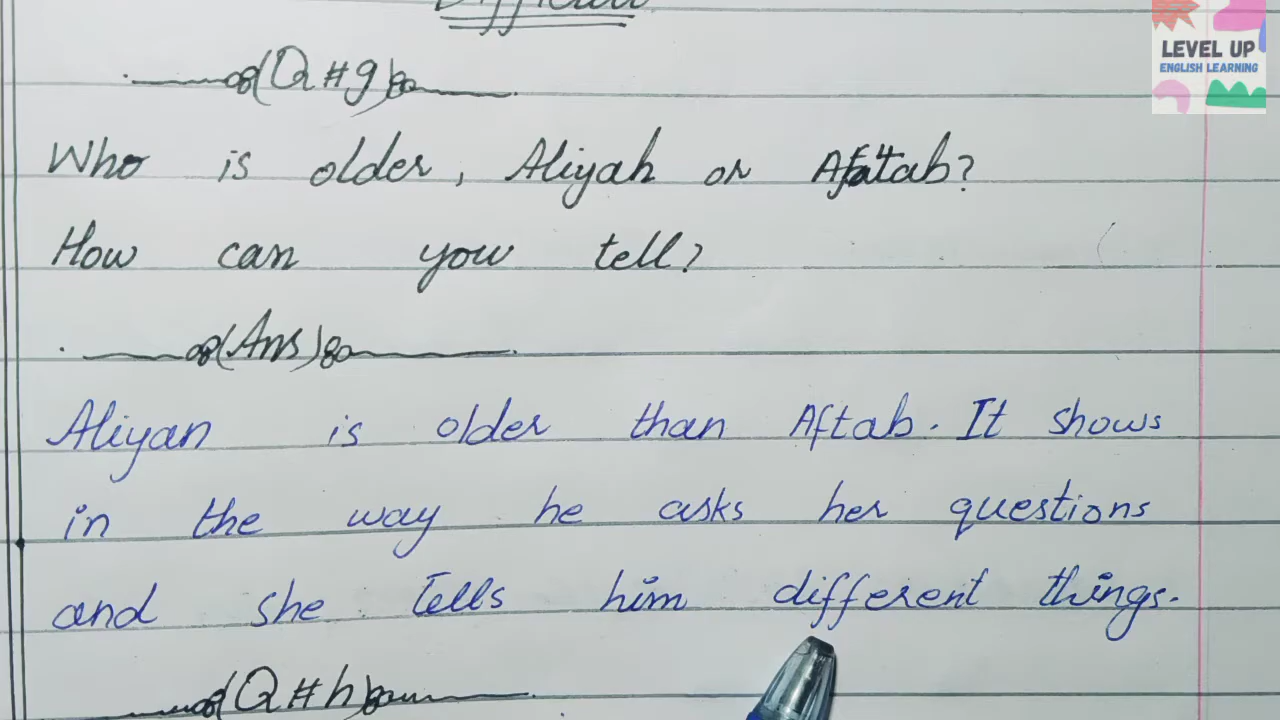 LEVEL UP
ENGLISH LEARNING
(Q#g)
Who is older, Aliyah or Aftab?
How can you tell?
(Ans)
Aliyan is older than Aftab. It shows
in the way he asks her questions
and she tells him different things.
(Q#h)